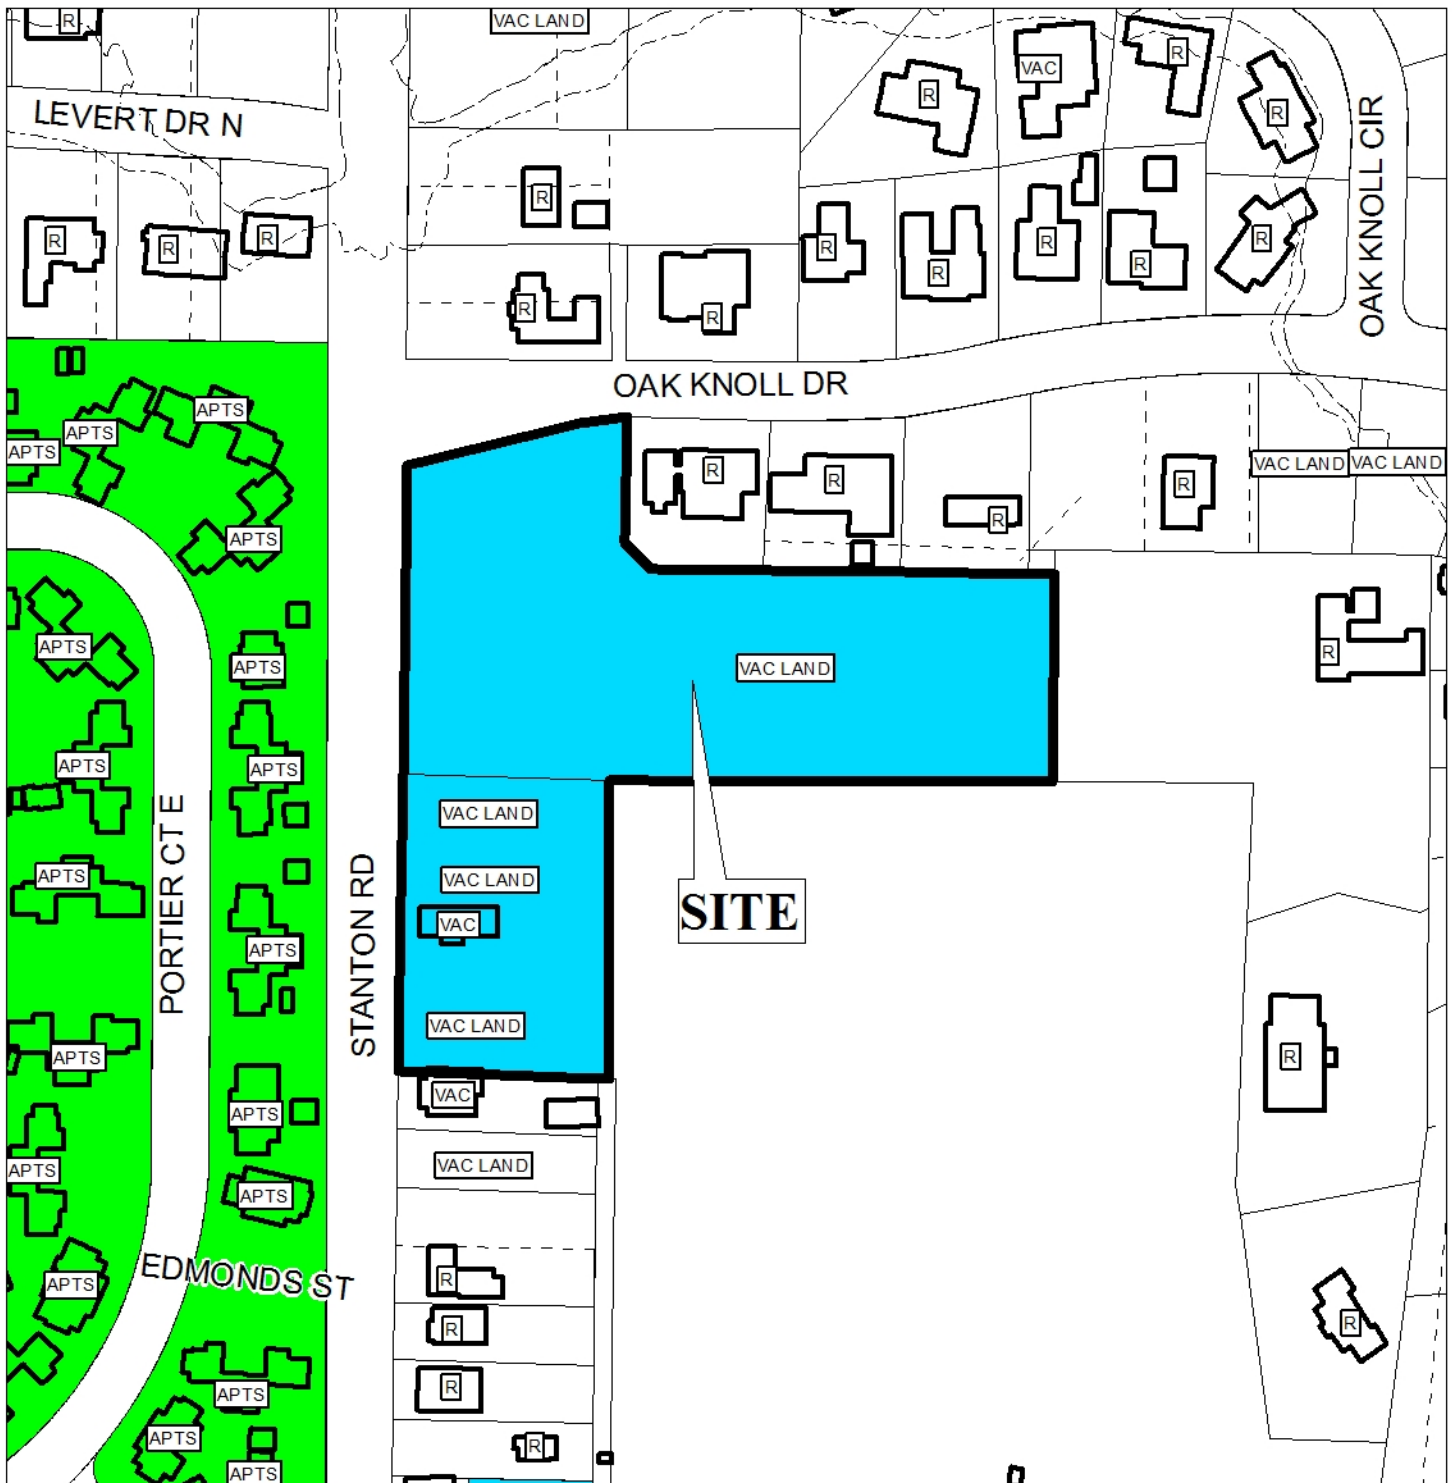 R
VAC LAND
LEVERT DR N
R
VAC
R
R
OAK KNOLL CIR
R
R
R
R
R
R
R
R
R
R
R
R
OAK KNOLL DR
APTS
APTS
APTS
APTS
R
R
R
R
VAC LAND
VAC LAND
APTS
APTS
APTS
APTS
APTS
APTS
APTS
APTS
APTS
APTS
APTS
PORTIER CT E
EDMONDS ST
APTS
APTS
APTS
STANTON RD
VAC LAND
VAC LAND
VAC LAND
VAC
VAC LAND
SITE
VAC
VAC LAND
R
R
R
R
R
R
R